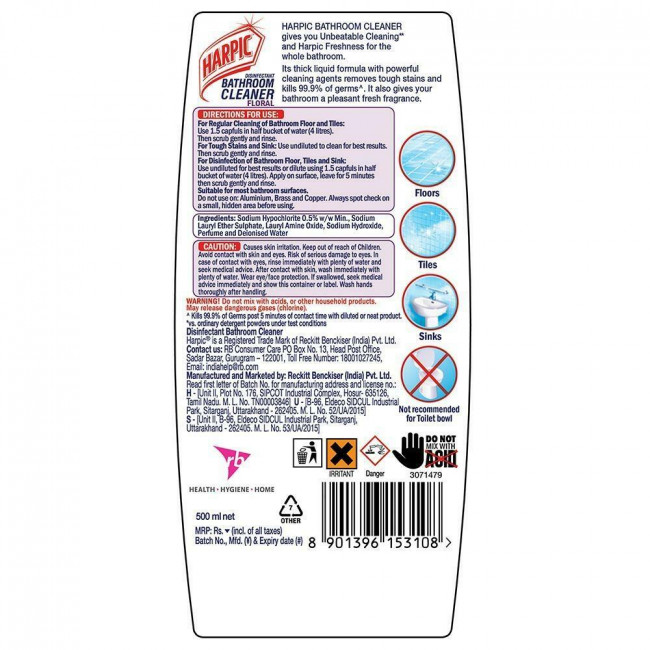 HARPIC
DISINFECTANT
BATHROOM
CLEANER
FLORAL
HARPIC BATHROOM CLEANER
gives you Unbeatable Cleaning**
and Harpic Freshness for the
whole bathroom.
Its thick liquid formula with powerful
cleaning agents removes tough stains and
kills 99.9% of germs^. It also gives your
bathroom a pleasant fresh fragrance.
DIRECTIONS FOR USE:
For Regular Cleaning of Bathroom Floor and Tiles:
Use 1.5 capfuls in half bucket of water (4 litres).
Then scrub gently and rinse.
For Tough Stains and Sink: Use undiluted to clean for best results.
Then scrub gently and rinse.
For Disinfection of Bathroom Floor, Tiles and Sink:
Use undiluted for best results or dilute using 1.5 capfuls in half
bucket of water (4 litres). Apply on surface, leave for 5 minutes
then scrub gently and rinse.
Suitable for most bathroom surfaces.
Do not use on: Aluminium, Brass and Copper. Always spot check on
a small, hidden area before using.
Ingredients: Sodium Hypochlorite 0.5% w/w Min., Sodium
Lauryl Ether Sulphate, Lauryl Amine Oxide, Sodium Hydroxide,
Perfume and Deionised Water
CAUTION: Causes skin irritation. Keep out of reach of Children.
Avoid contact with skin and eyes. Risk of serious damage to eyes. In
case of contact with eyes, rinse immediately with plenty of water and
seek medical advice. After contact with skin, wash immediately with
plenty of water. Wear eye/face protection. If swallowed, seek medical
advice immediately and show this container or label. Wash hands
thoroughly after handling.
WARNING! Do not mix with acids, or other household products.
May release dangerous gases (chlorine).
^ Kills 99.9% of Germs post 5 minutes of contact time with diluted or neat product.
*vs. ordinary detergent powders under test conditions
Disinfectant Bathroom Cleaner
Harpic® is a Registered Trade Mark of Reckitt Benckiser (India) Pvt. Ltd.
Contact us: RB Consumer Care PO Box No. 13, Head Post Office,
Sadar Bazar, Gurugram – 122001, Toll Free Number: 18001027245,
Email: indiahelp@rb.com
Manufactured and Marketed by: Reckitt Benckiser (India) Pvt. Ltd.
Read first letter of Batch No. for manufacturing address and license no.:
H - [Unit II, Plot No. 176, SIPCOT Industrial Complex, Hosur- 635126,
Tamil Nadu. M. L. No. TN00003846] U - [B-96, Eldeco SIDCUL Industrial
Park, Sitarganj, Uttarakhand - 262405. M. L. No. 52/UA/2015]
S - [Unit II, B-96, Eldeco SIDCUL Industrial Park, Sitarganj,
Uttarakhand - 262405. M. L. No. 53/UA/2015]
Floors
Tiles
Sinks
Not recommended
for Toilet bowl
rb
HEALTH • HYGIENE • HOME
IRRITANT
Danger
DO NOT
MIX WITH
ACID
3071479
7
OTHER
500 ml net
MRP: Rs. ▾ (incl. of all taxes)
Batch No., Mfd. (¥) & Expiry date (#)
8 901396 153108 >